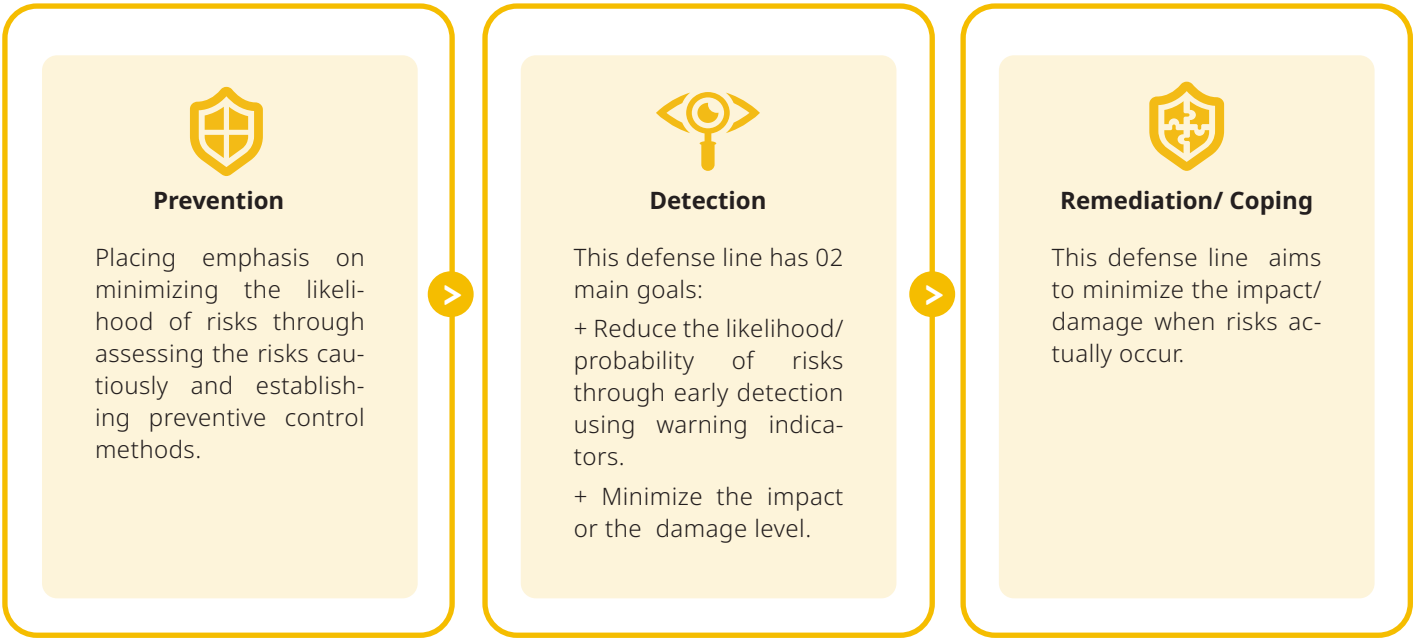 Prevention
Placing emphasis on
minimizing the likeli-
hood of risks through
assessing the risks cau-
tiously and establish-
ing preventive control
methods.
>
Detection
This defense line has 02
main goals:
+ Reduce the likelihood/
probability of risks
through early detection
using warning indica-
tors.
+ Minimize the impact
or the damage level.
>
Remediation/ Coping
This defense line aims
to minimize the impact/
damage when risks ac-
tually occur.